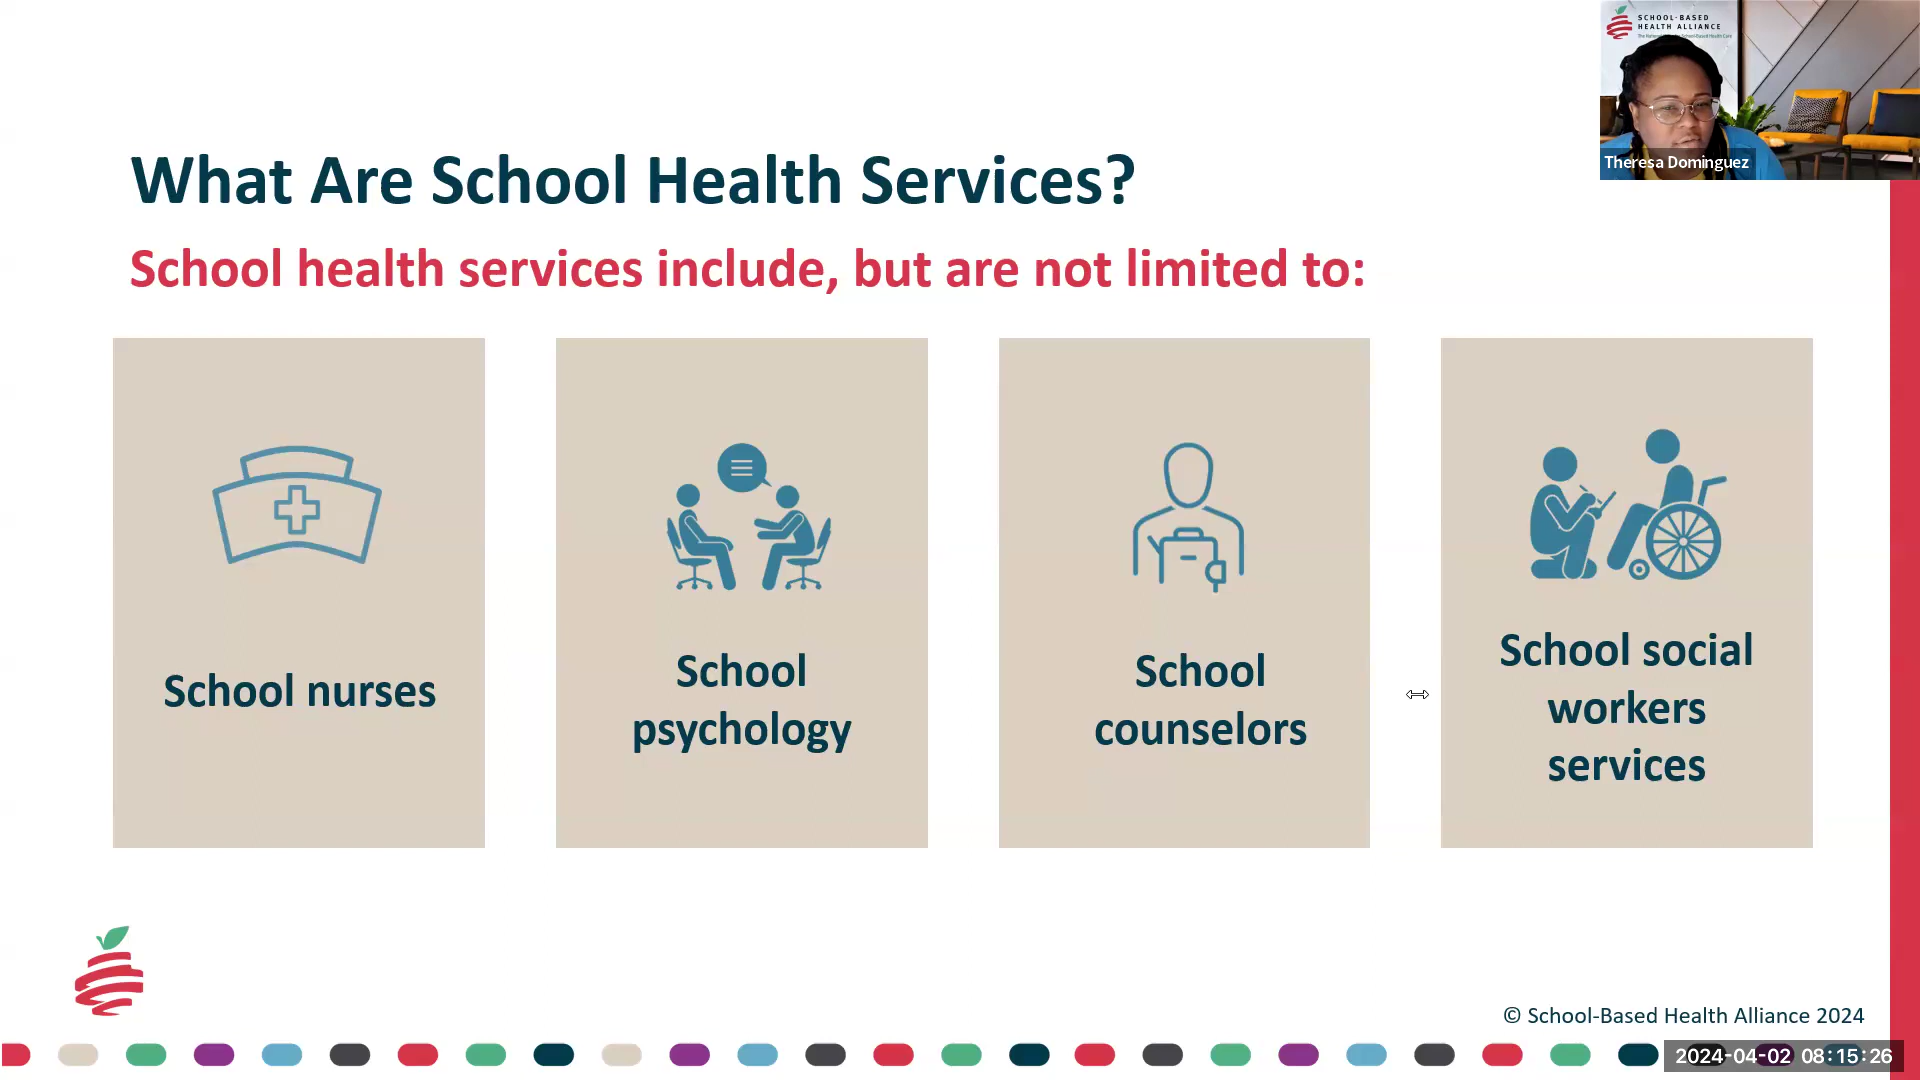 SCHOOL-BASED
HEALTH ALLIANCE
Theresa Dominguez
What Are School Health Services?
School health services include, but are not limited to:
School nurses
School
psychology
School
counselors
School social
workers
services
© School-Based Health Alliance 2024
2024-04-02 08:15:26